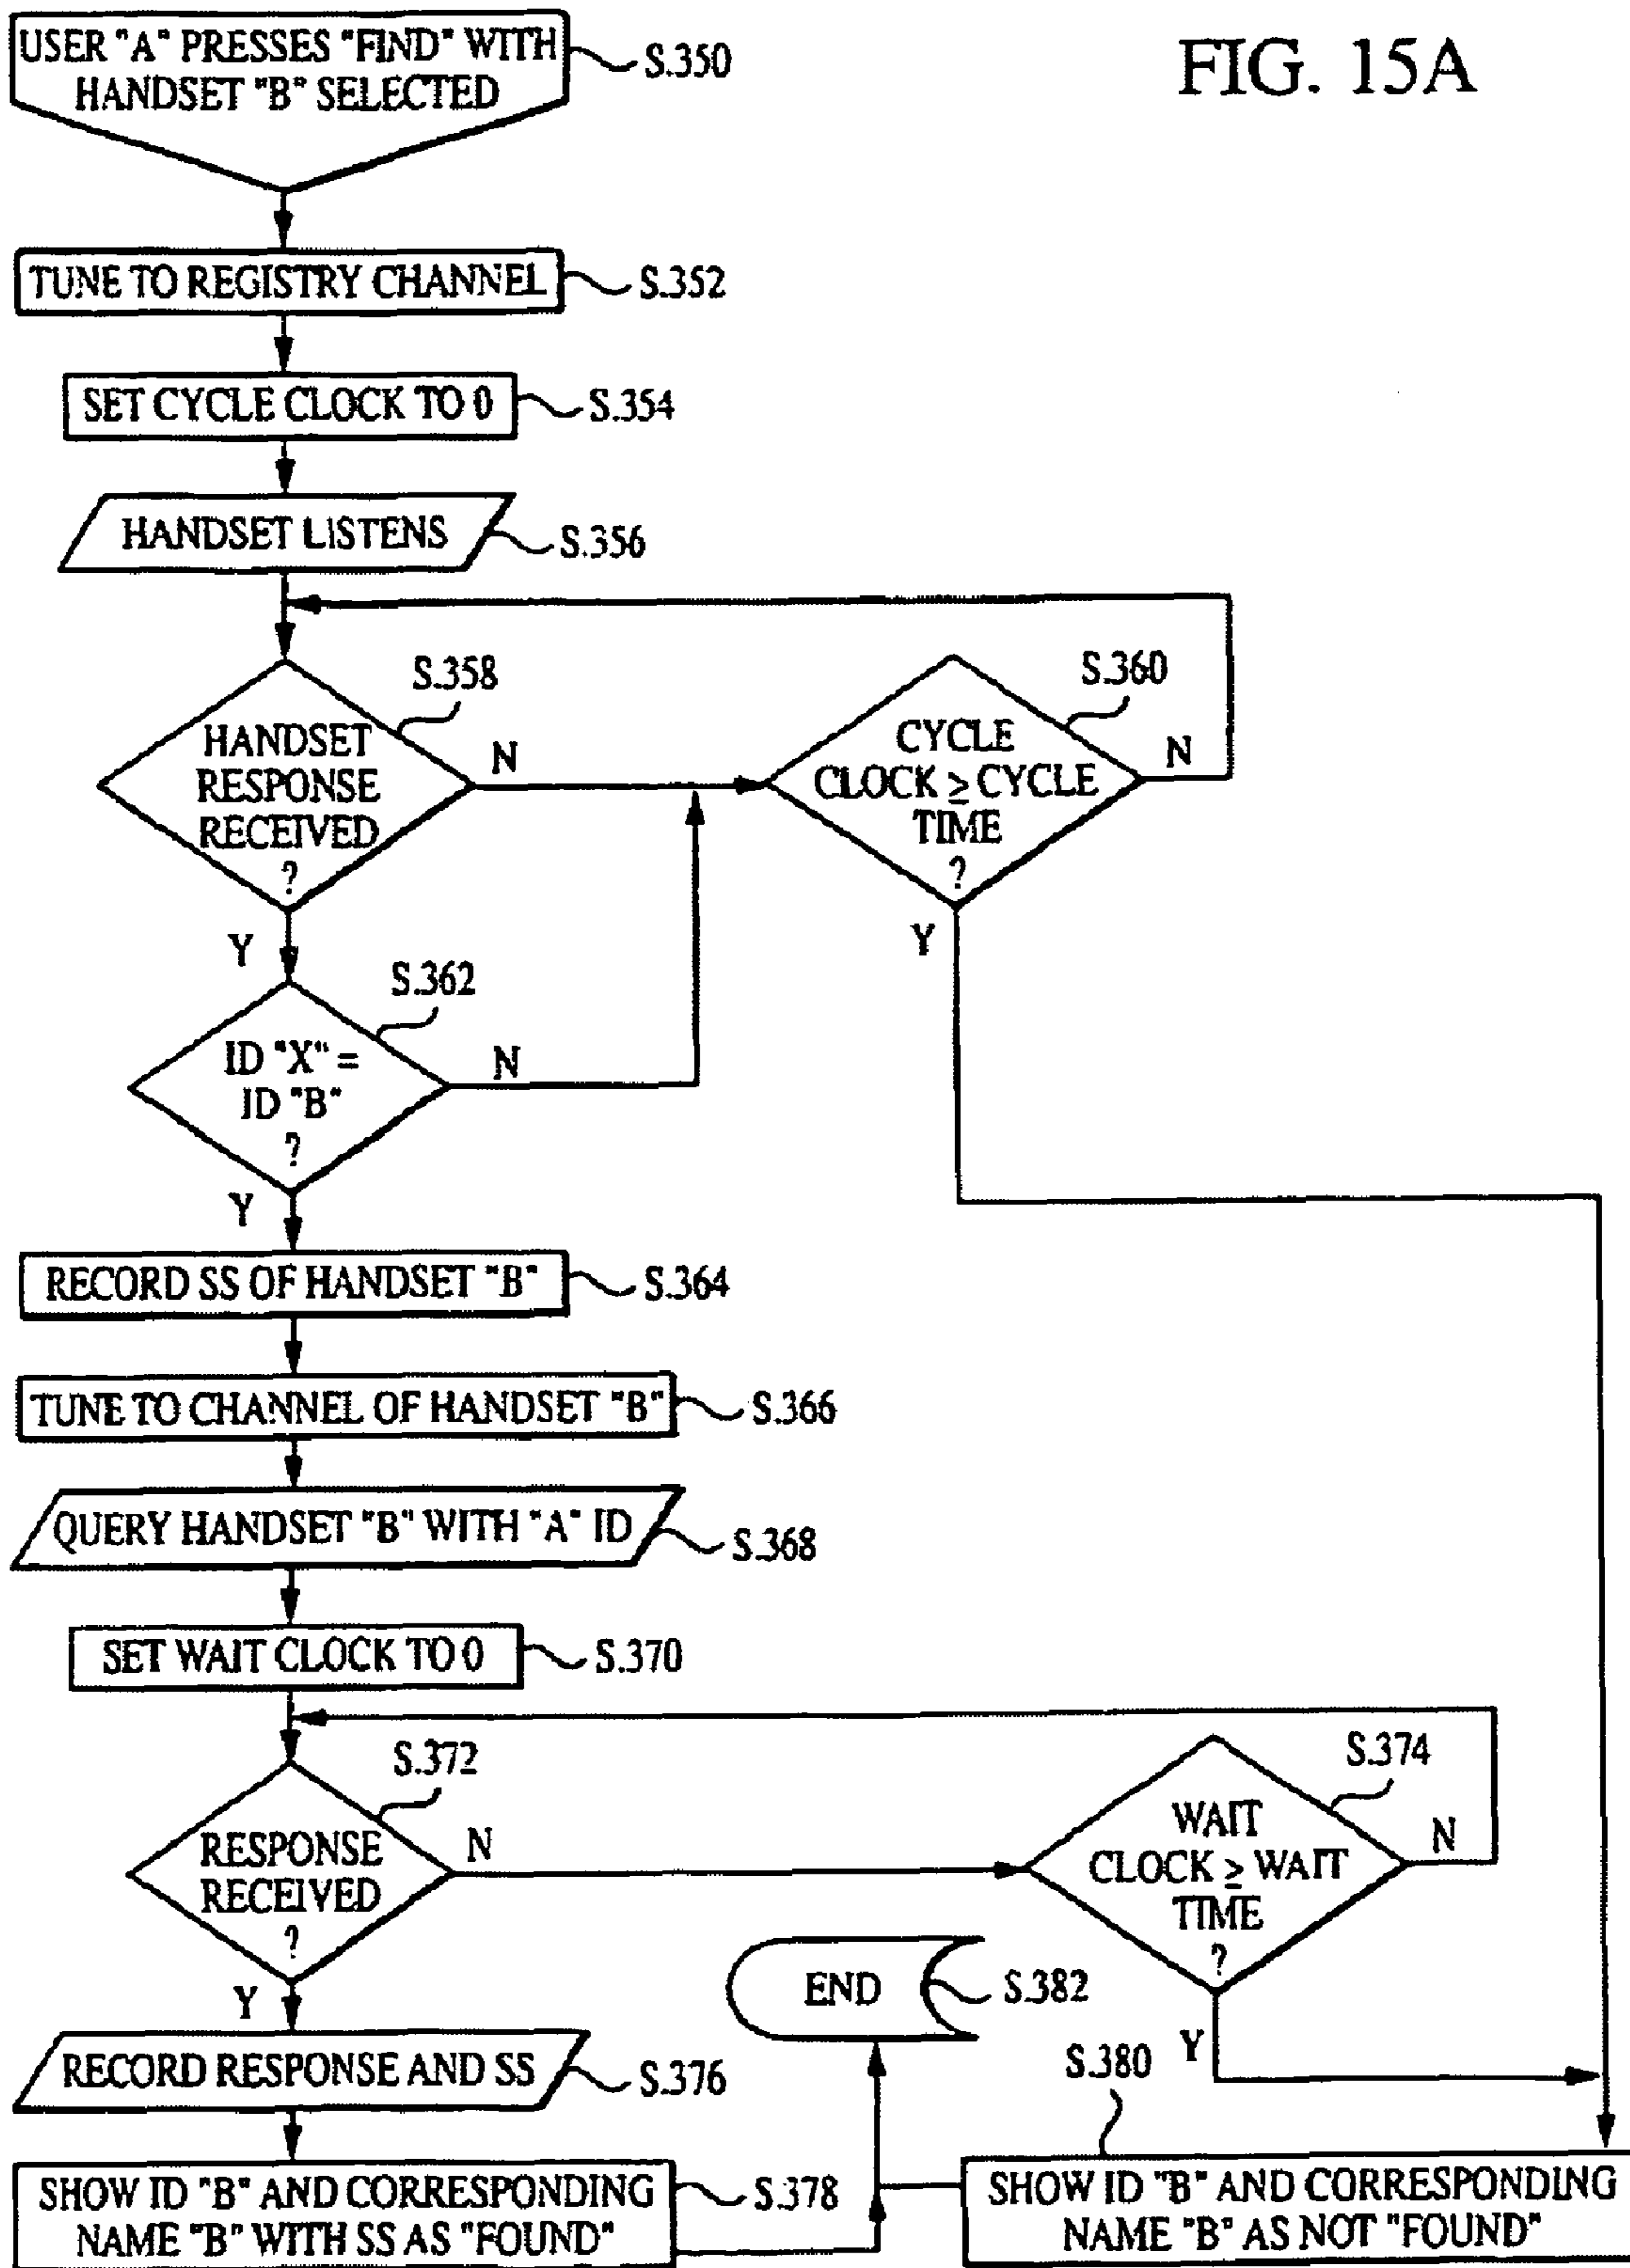 FIG. 15A
USER "A" PRESSES "FIND" WITH
HANDSET "B" SELECTED
S.350
TUNE TO REGISTRY CHANNEL
S.352
SET CYCLE CLOCK TO 0
S.354
HANDSET LISTENS
S.356
S.358
HANDSET
RESPONSE
RECEIVED
?
N
Y
S.360
CYCLE
CLOCK ≥ CYCLE
TIME
?
N
Y
S.362
ID "X" =
ID "B"
?
N
Y
RECORD SS OF HANDSET "B"
S.364
TUNE TO CHANNEL OF HANDSET "B"
S.366
QUERY HANDSET "B" WITH "A" ID
S.368
SET WAIT CLOCK TO 0
S.370
S.372
RESPONSE
RECEIVED
?
N
Y
S.374
WAIT
CLOCK ≥ WAIT
TIME
?
N
Y
END
S.382
RECORD RESPONSE AND SS
S.376
S.380
SHOW ID "B" AND CORRESPONDING
NAME "B" WITH SS AS "FOUND"
S.378
SHOW ID "B" AND CORRESPONDING
NAME "B" AS NOT "FOUND"